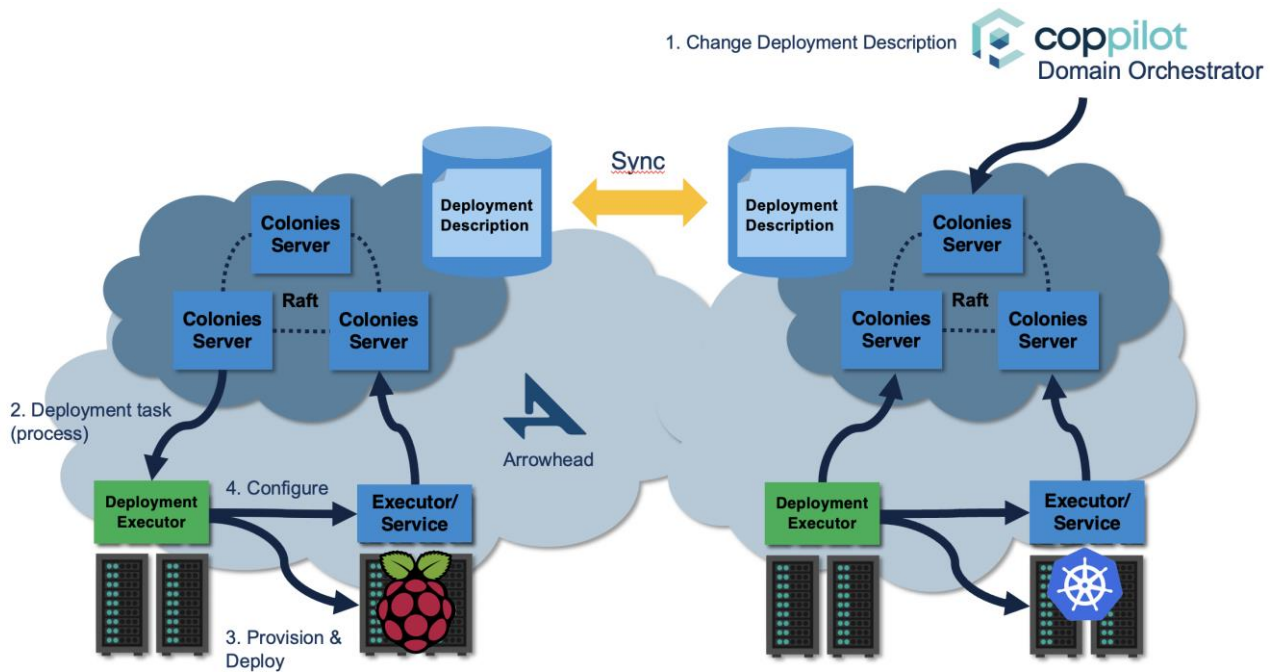 1. Change Deployment Description
coppilot
Domain Orchestrator
Sync
Deployment
Description
Deployment
Description
Colonies
Server
Raft
Colonies
Server
Colonies
Server
Colonies
Server
Raft
Colonies
Server
Colonies
Server
2. Deployment task
(process)
Arrowhead
Deployment
Executor
4. Configure
Executor/
Service
Deployment
Executor
Executor/
Service
3. Provision &
Deploy